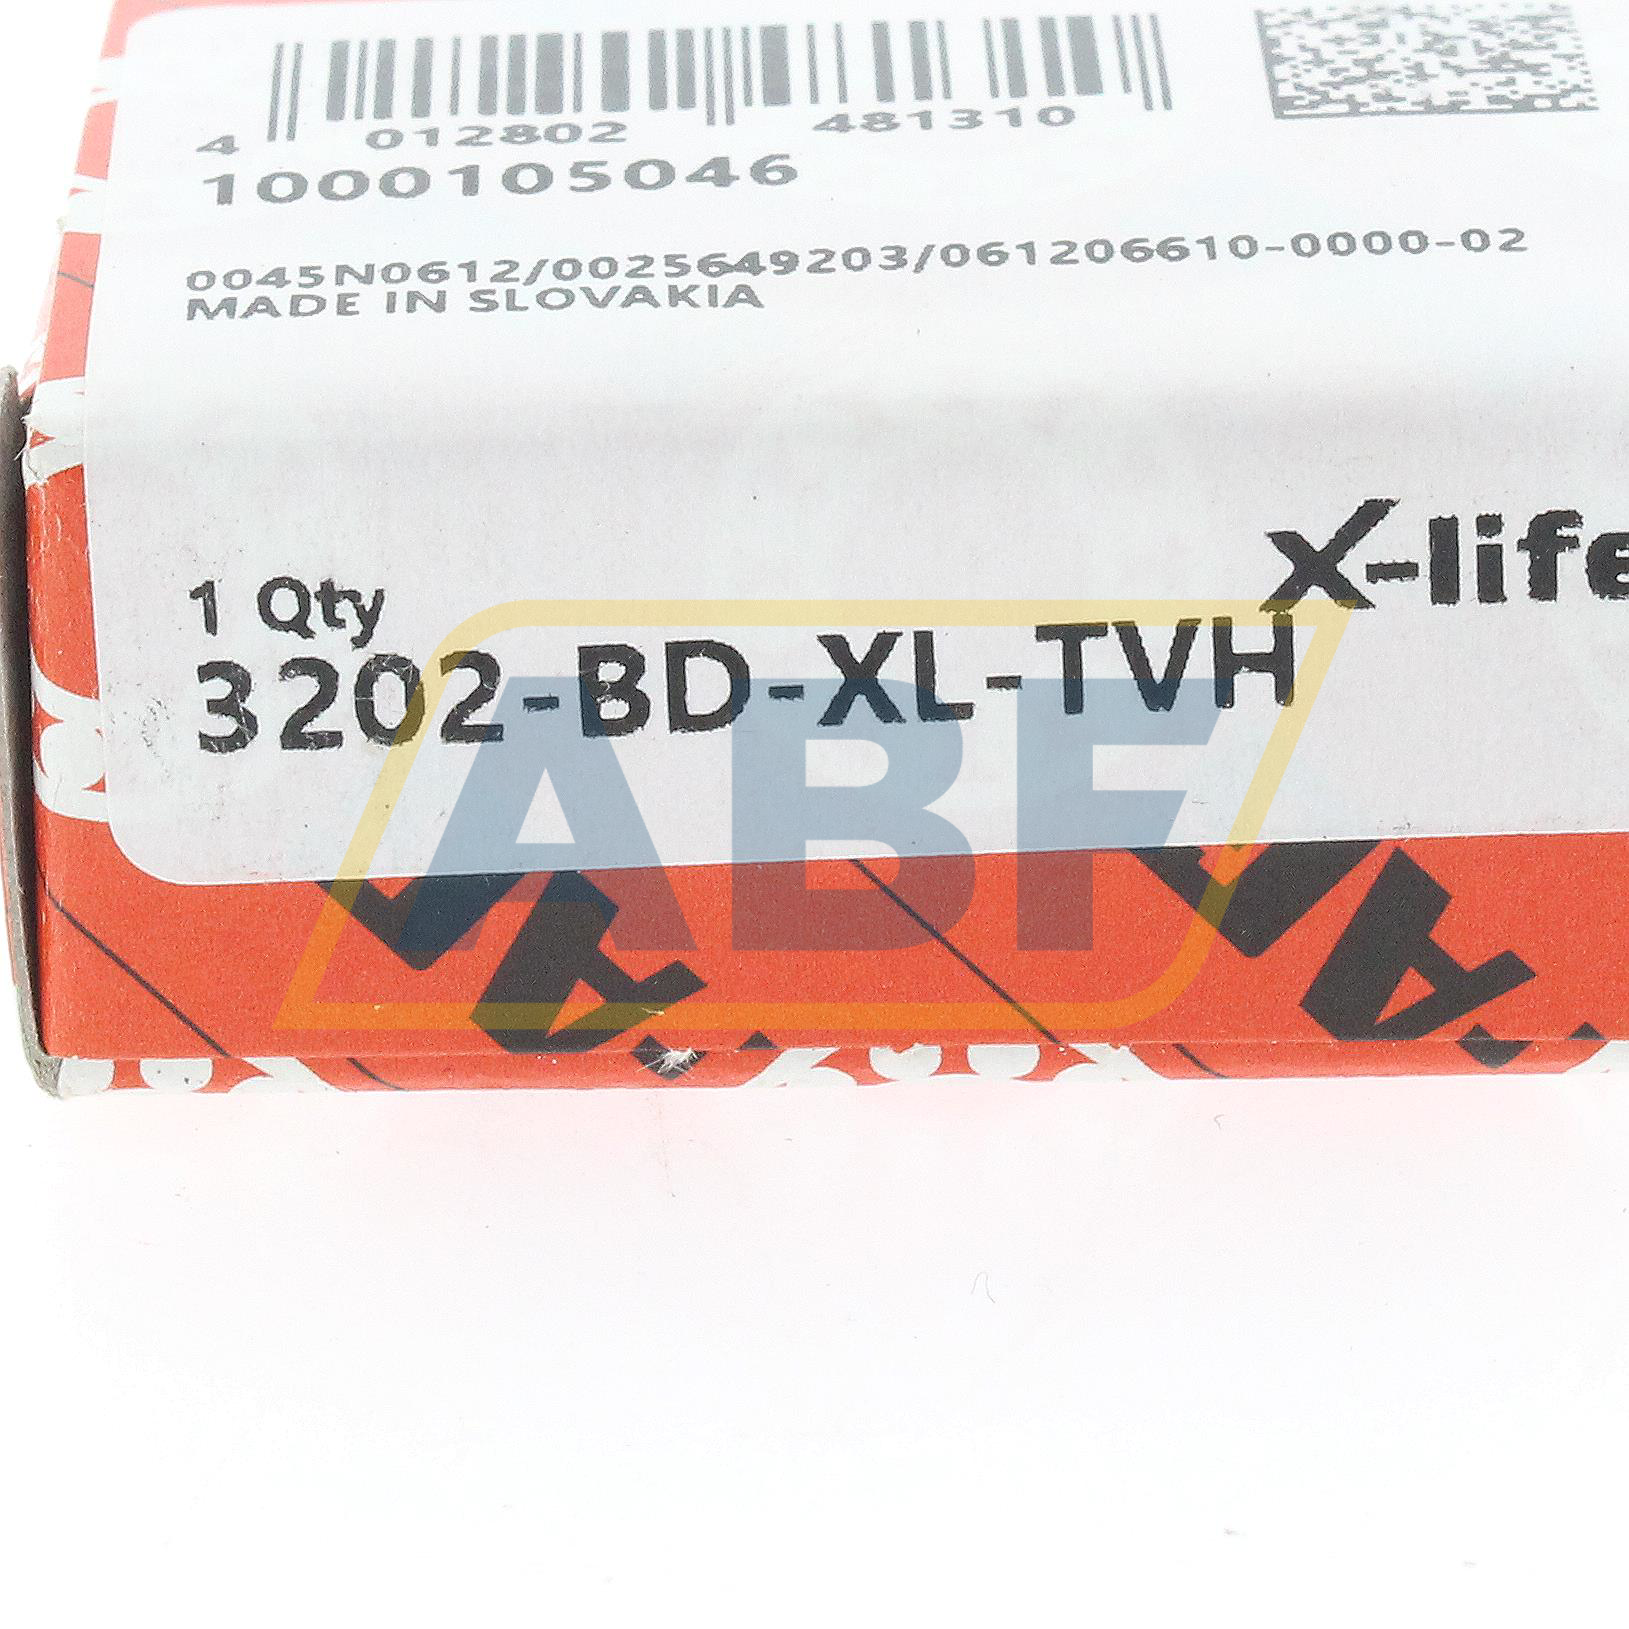 4 012802 481310
1000105046
0045N0612/0025649203/061206610-0000-02
MADE IN SLOVAKIA
X-life
1 Qty
3202-BD-XL-TVH
ABF